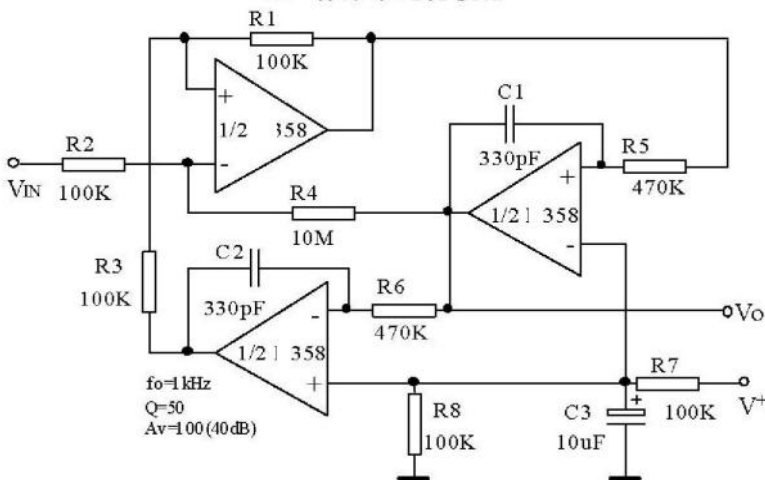 R1
100K
C1
+
1/2 358
-
R2
VIN
100K
330pF
R5
470K
+
1/2 358
-
R4
10M
R3
100K
C2
330pF
R6
470K
-
1/2 358
+
Vo
fo=1kHz
Q=50
Av=100(40dB)
R8
100K
R7
100K
V+
+
C3
10uF